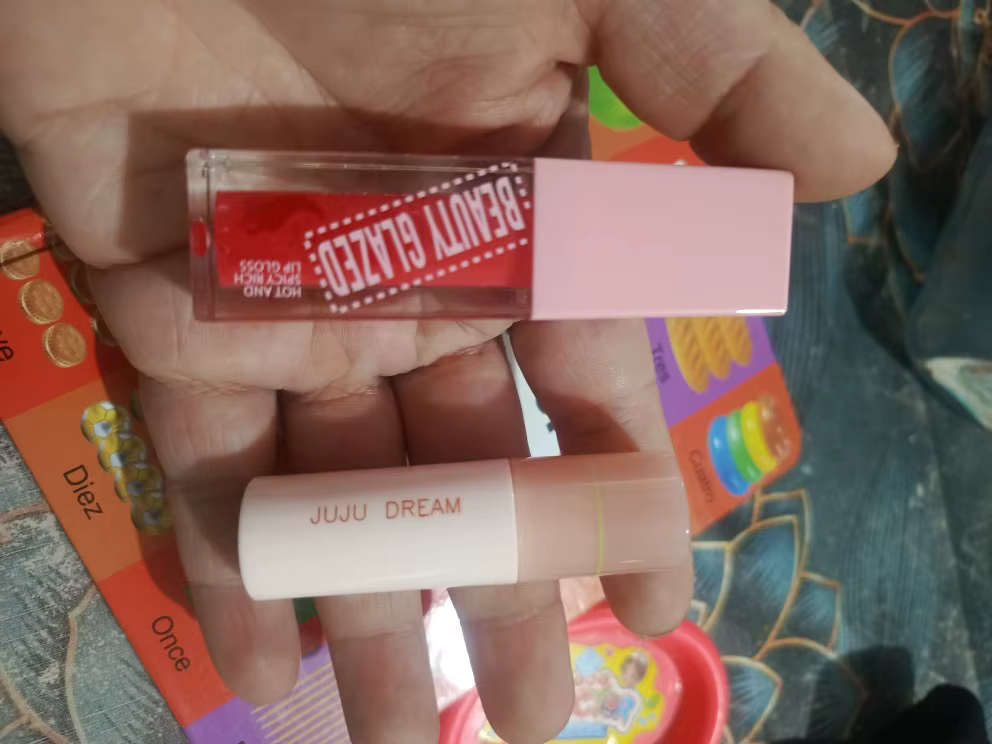 BEAUTY GLAZED
HOT AND
SPICY RICH
LIP GLOSS
JUJU DREAM
Tres
Cuatro
Diez
Once